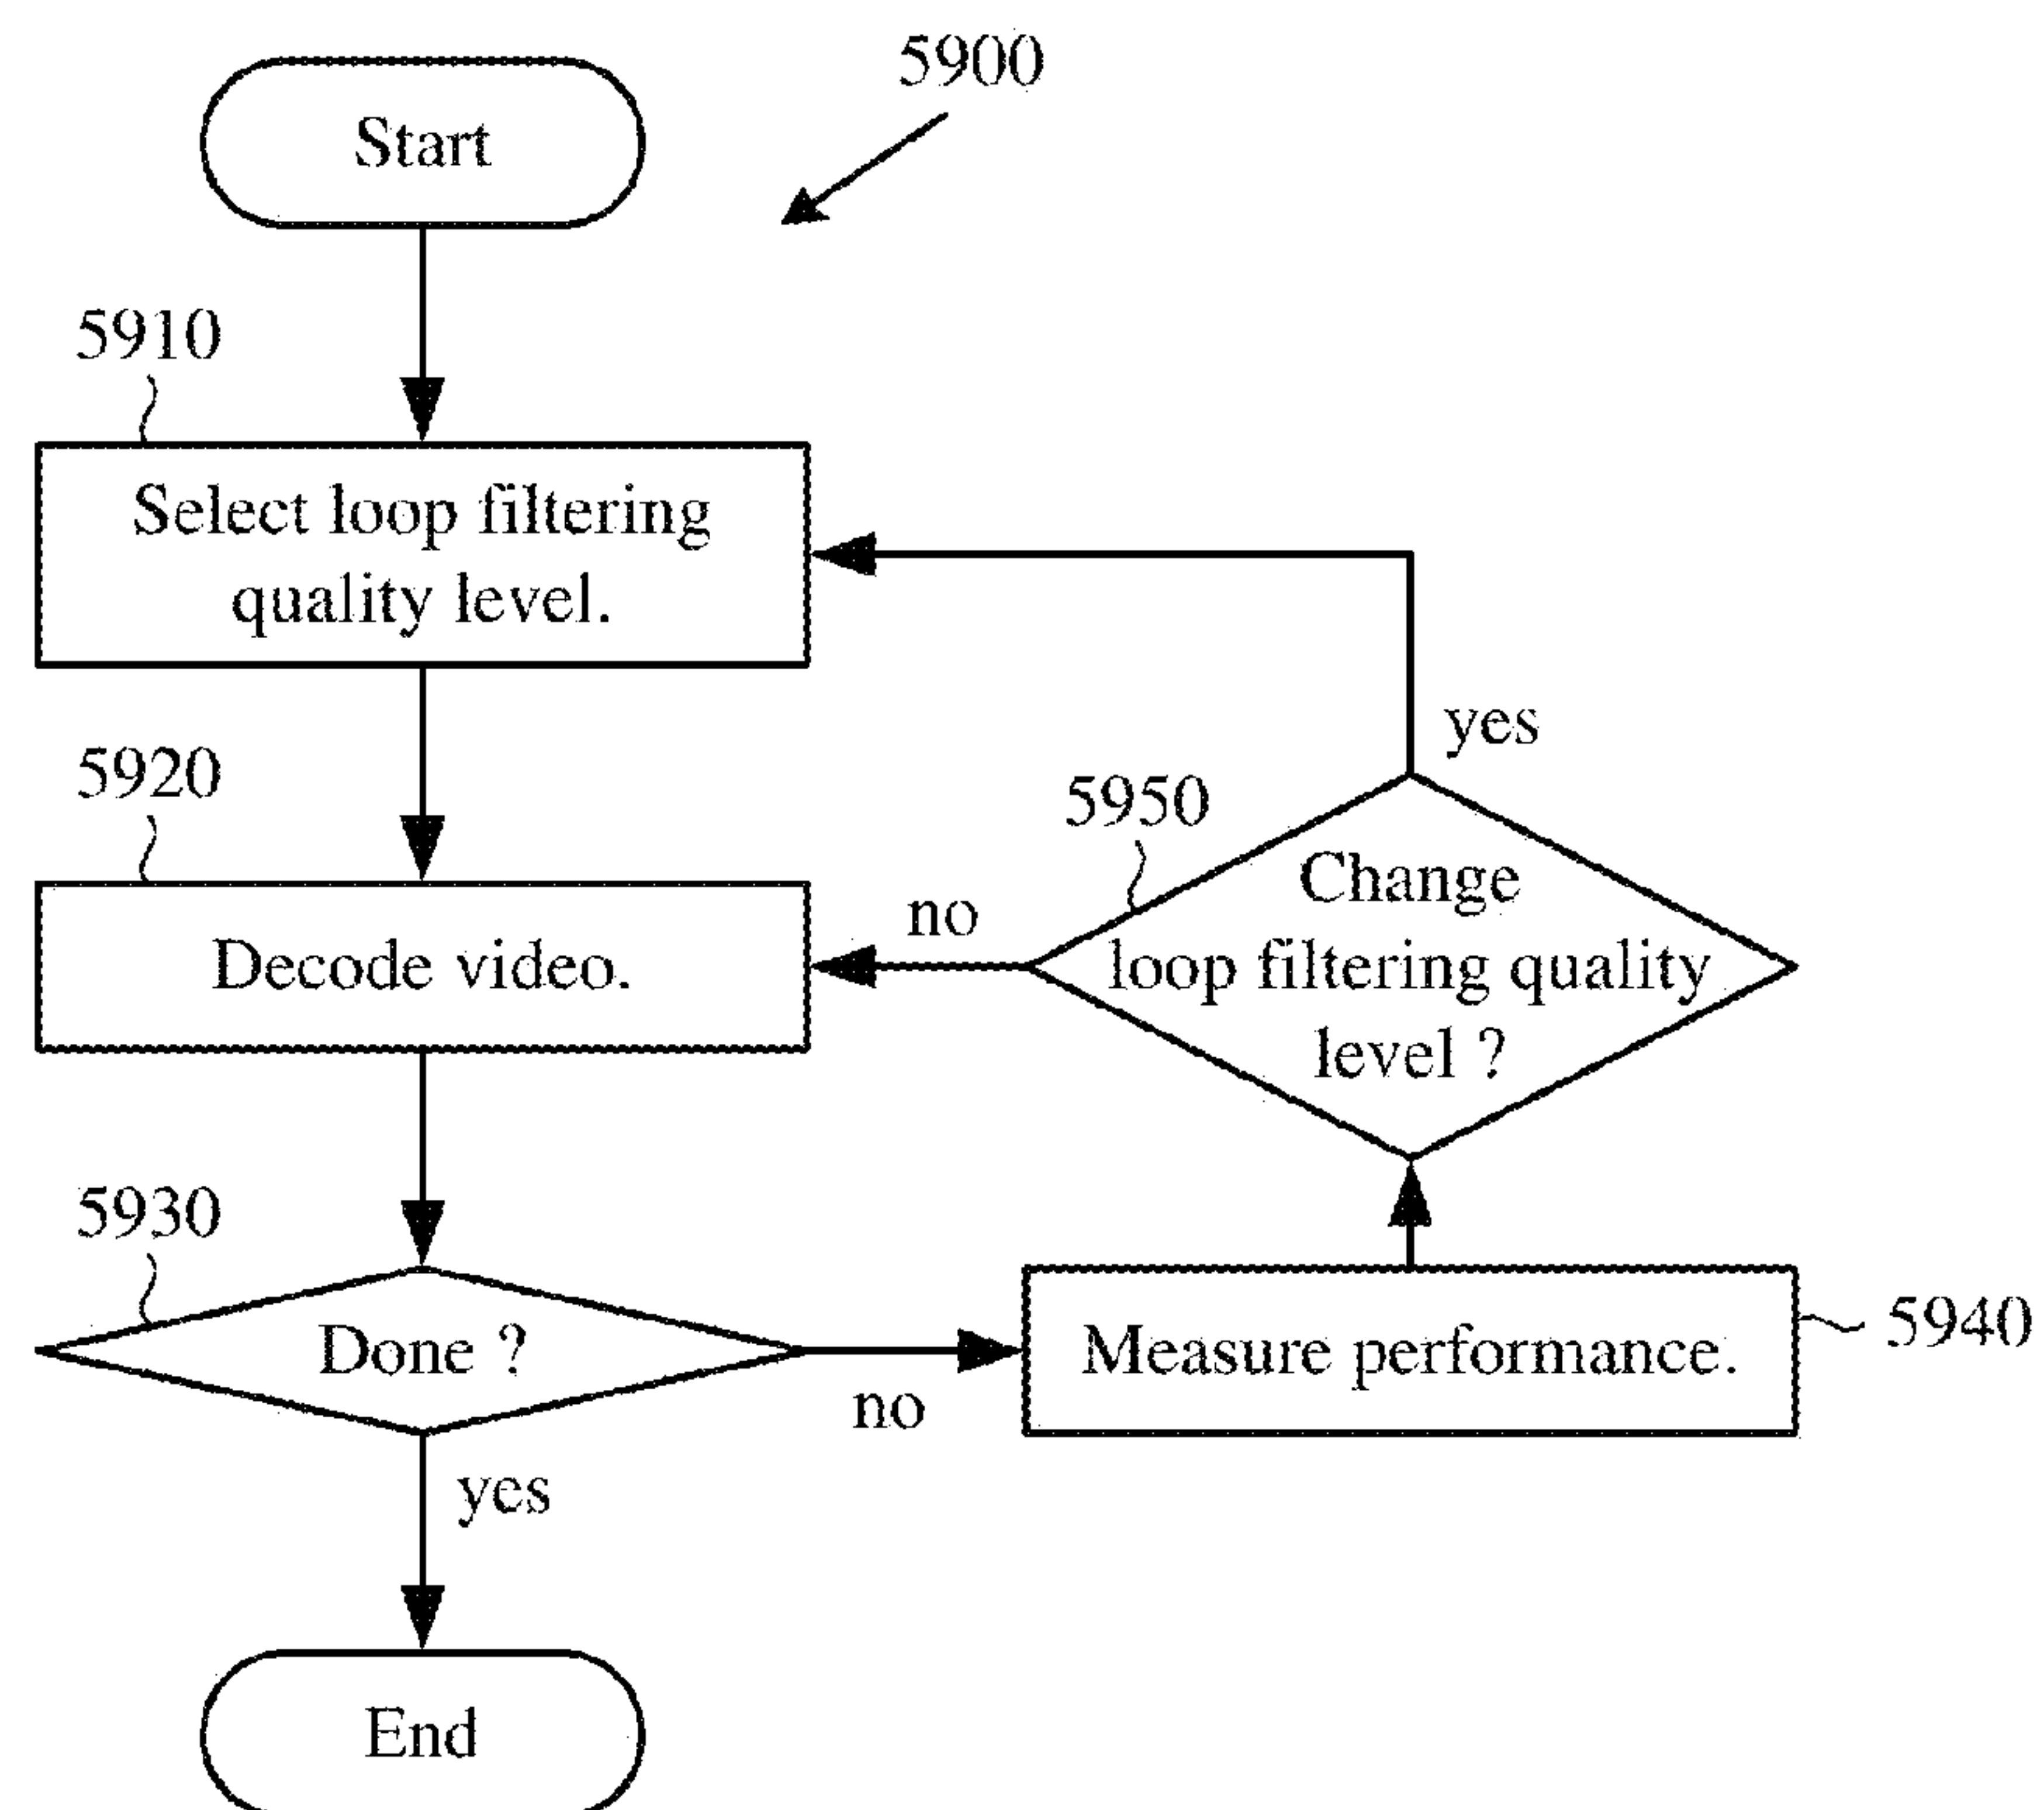 5900
Start
5910
Select loop filtering
quality level.
yes
5920
5950
Change
loop filtering quality
level ?
no
Decode video.
5930
Done ?
no
Measure performance.
5940
yes
End